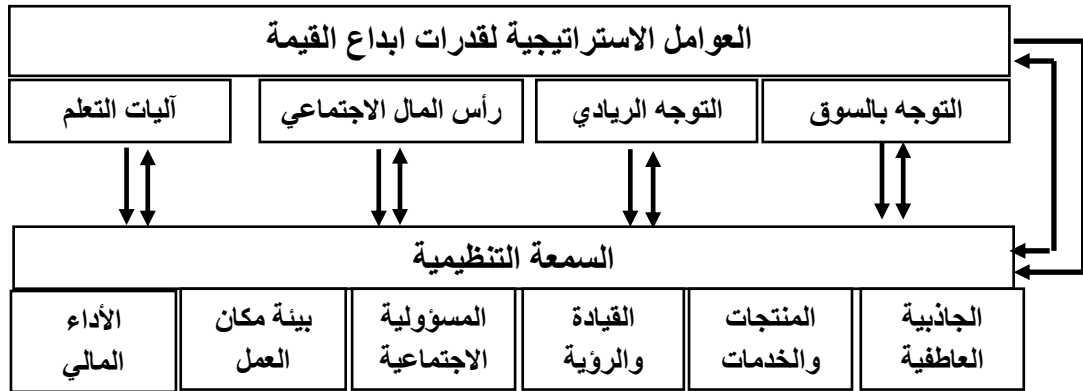 العوامل الاستراتيجية لقدرات ابداع القيمة
التوجه بالسوق
التوجه الريادي
رأس المال الاجتماعي
آليات التعلم
السمعة التنظيمية
الجاذبية
العاطفية
المنتجات
والخدمات
القيادة
والرؤية
المسؤولية
الاجتماعية
بيئة مكان
العمل
الأداء
المالي